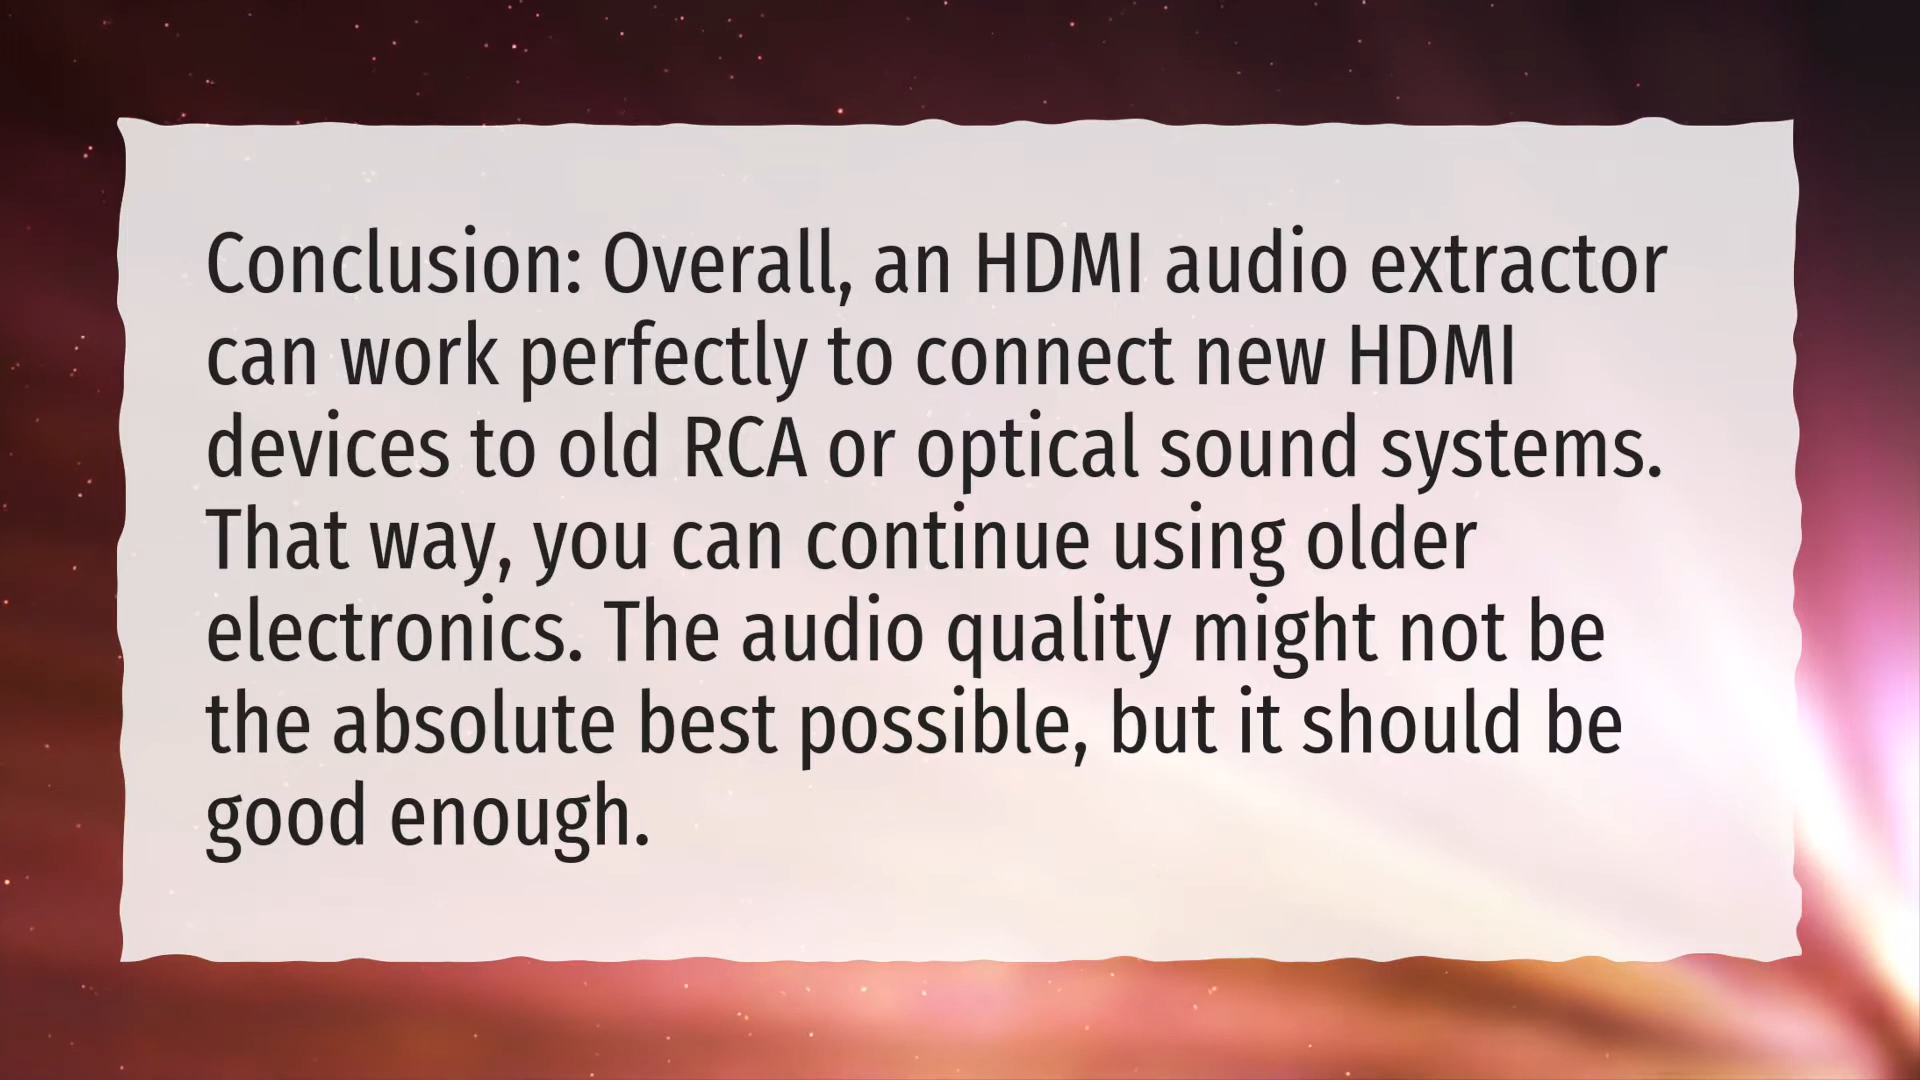 Conclusion: Overall, an HDMI audio extractor
can work perfectly to connect new HDMI
devices to old RCA or optical sound systems.
That way, you can continue using older
electronics. The audio quality might not be
the absolute best possible, but it should be
good enough.